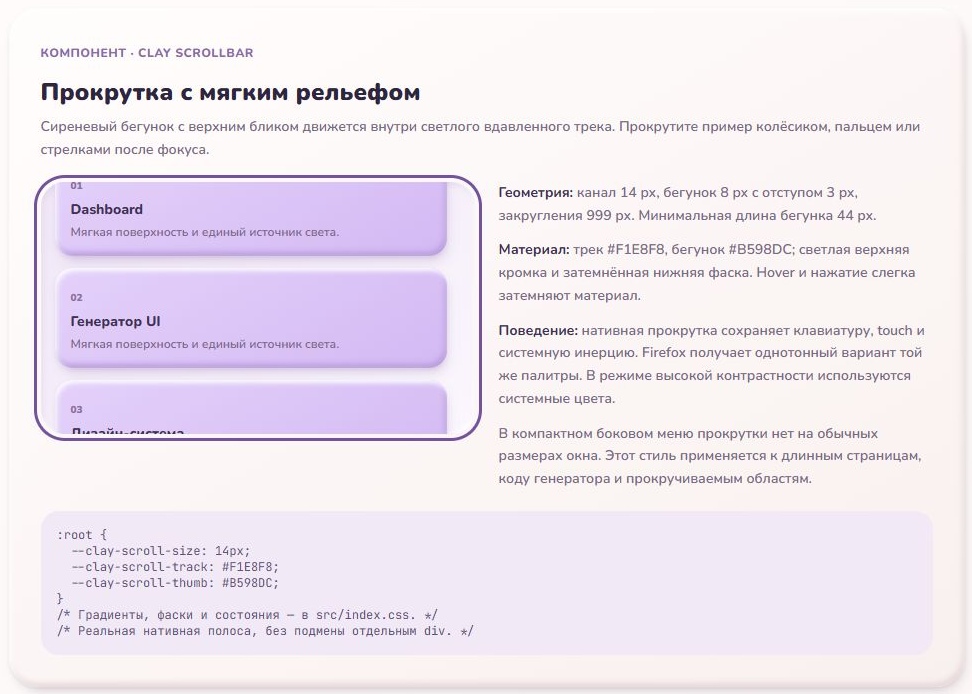 КОМПОНЕНТ · CLAY SCROLLBAR
Прокрутка с мягким рельефом
Сиреневый бегунок с верхним бликом движется внутри светлого вдавленного трека. Прокрутите пример колёсиком, пальцем или
стрелками после фокуса.
01
Dashboard
Мягкая поверхность и единый источник света.
02
Генератор UI
Мягкая поверхность и единый источник света.
03
Дизайн-система
Геометрия: канал 14 px, бегунок 8 px с отступом 3 px,
закругления 999 px. Минимальная длина бегунка 44 px.
Материал: трек #F1E8F8, бегунок #B598DC; светлая верхняя
кромка и затемнённая нижняя фаска. Hover и нажатие слегка
затемняют материал.
Поведение: нативная прокрутка сохраняет клавиатуру, touch и
системную инерцию. Firefox получает однотонный вариант той
же палитры. В режиме высокой контрастности используются
системные цвета.
В компактном боковом меню прокрутки нет на обычных
размерах окна. Этот стиль применяется к длинным страницам,
коду генератора и прокручиваемым областям.
:root {
  --clay-scroll-size: 14px;
  --clay-scroll-track: #F1E8F8;
  --clay-scroll-thumb: #B598DC;
}
/* Градиенты, фаски и состояния — в src/index.css. */
/* Реальная нативная полоса, без подмены отдельным div. */